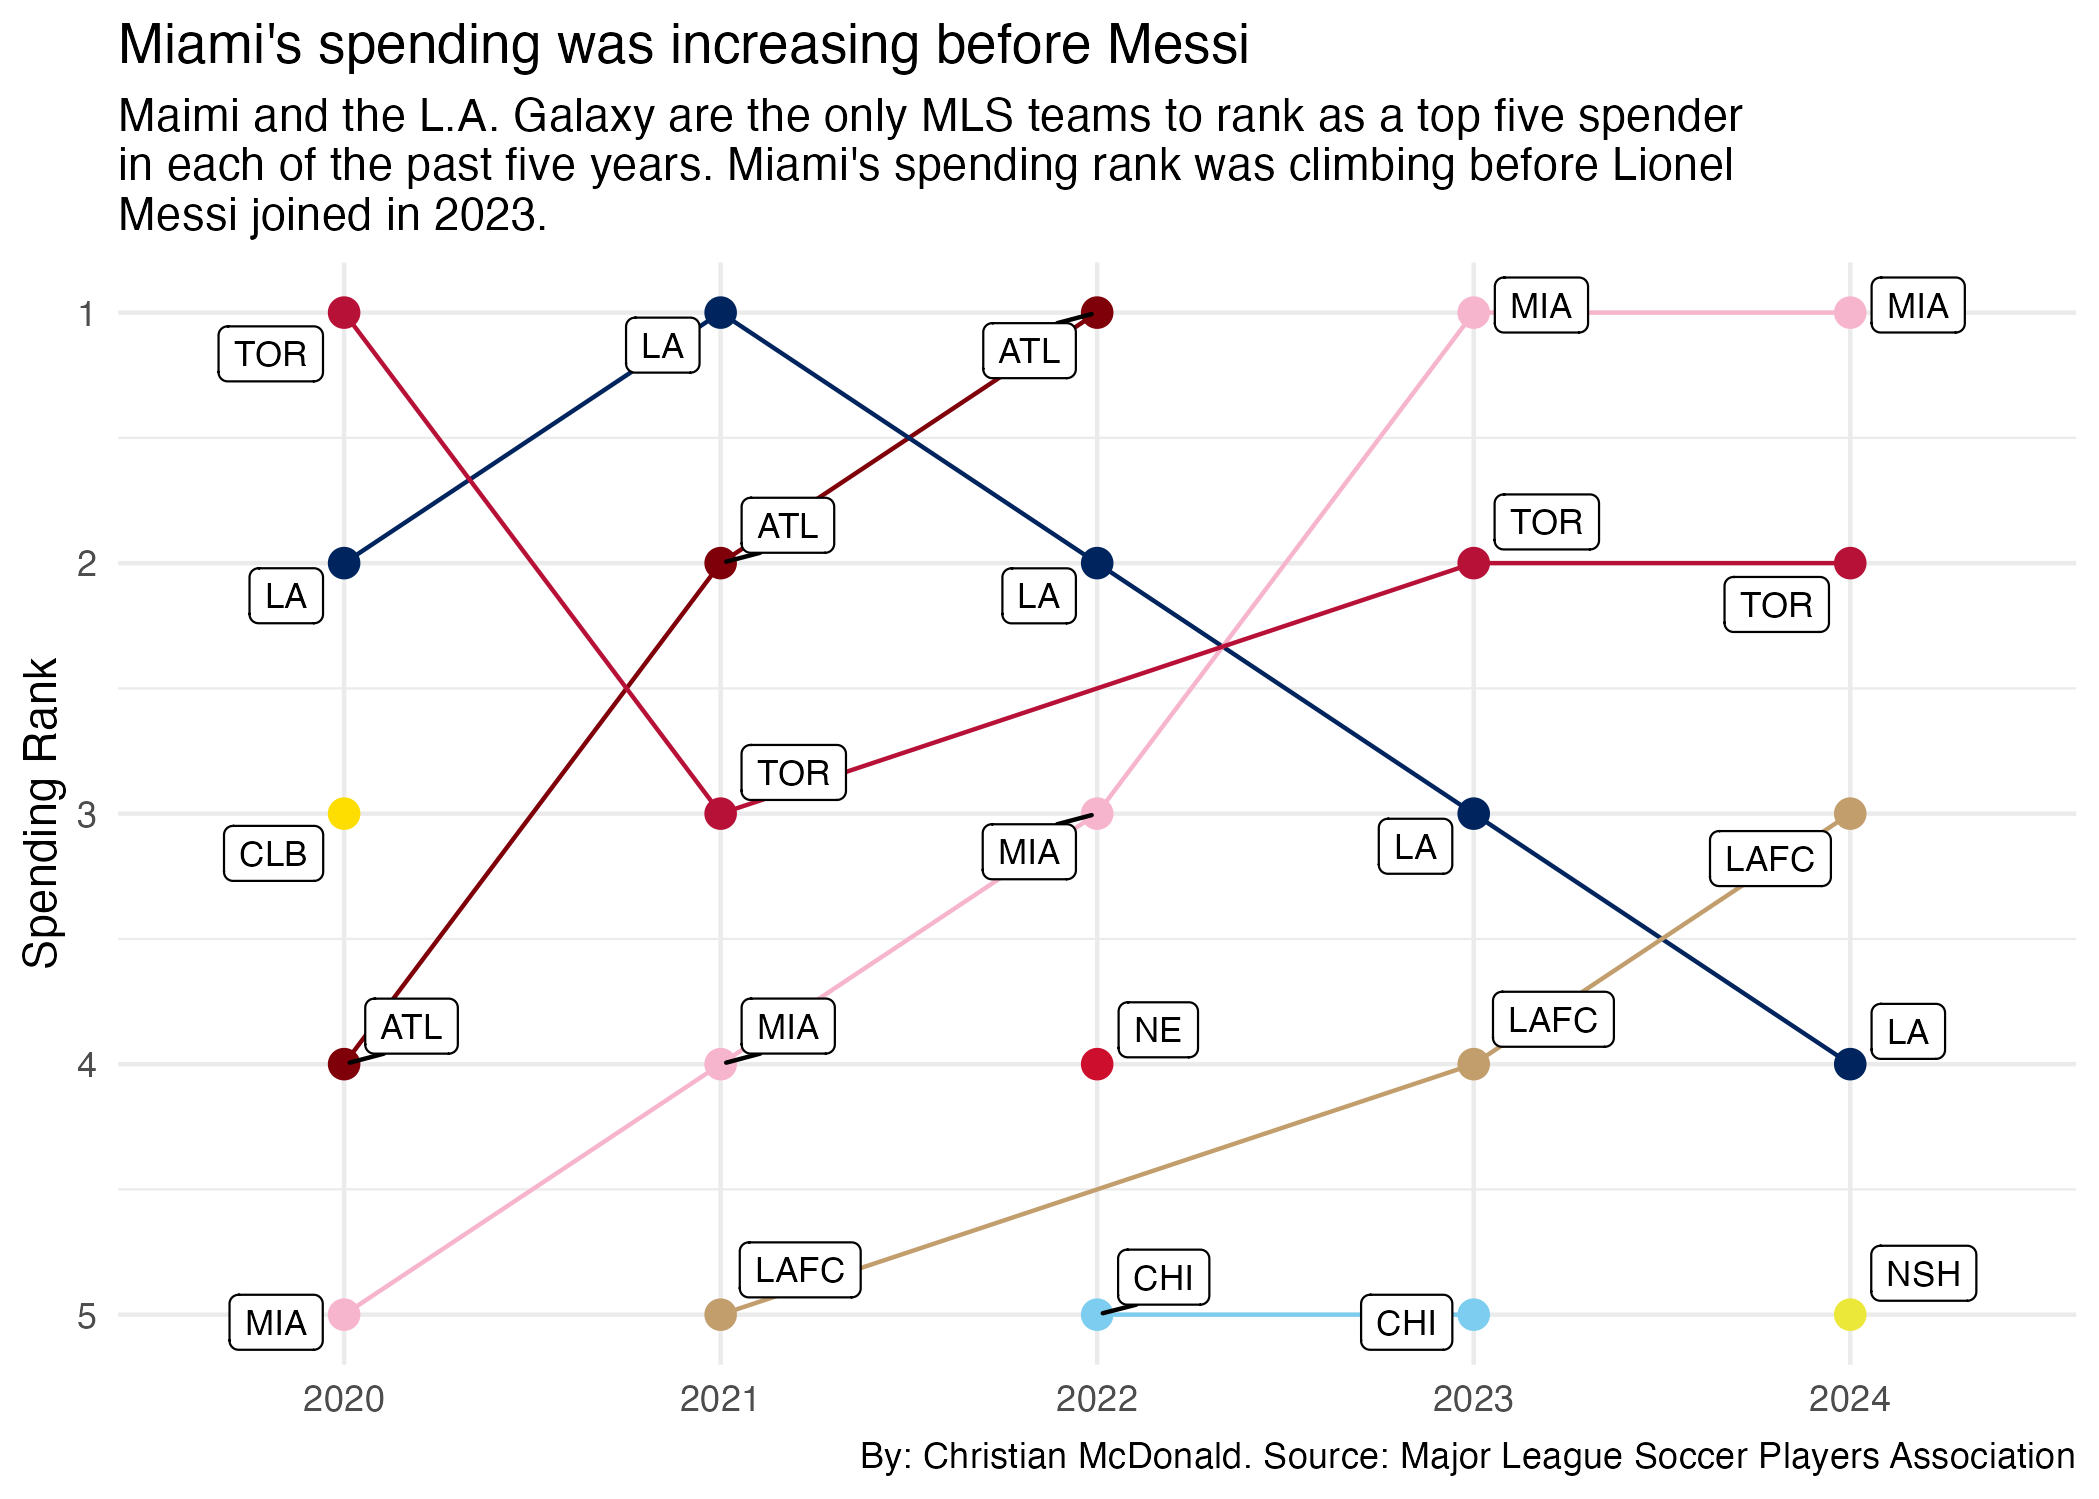 Miami's spending was increasing before Messi
Maimi and the L.A. Galaxy are the only MLS teams to rank as a top five spender
in each of the past five years. Miami's spending rank was climbing before Lionel
Messi joined in 2023.
Spending Rank
1
2
3
4
5
TOR
LA
CLB
ATL
MIA
LA
ATL
TOR
MIA
LAFC
ATL
LA
MIA
NE
CHI
MIA
TOR
LA
LAFC
CHI
MIA
TOR
LAFC
LA
NSH
2020
2021
2022
2023
2024
By: Christian McDonald. Source: Major League Soccer Players Association